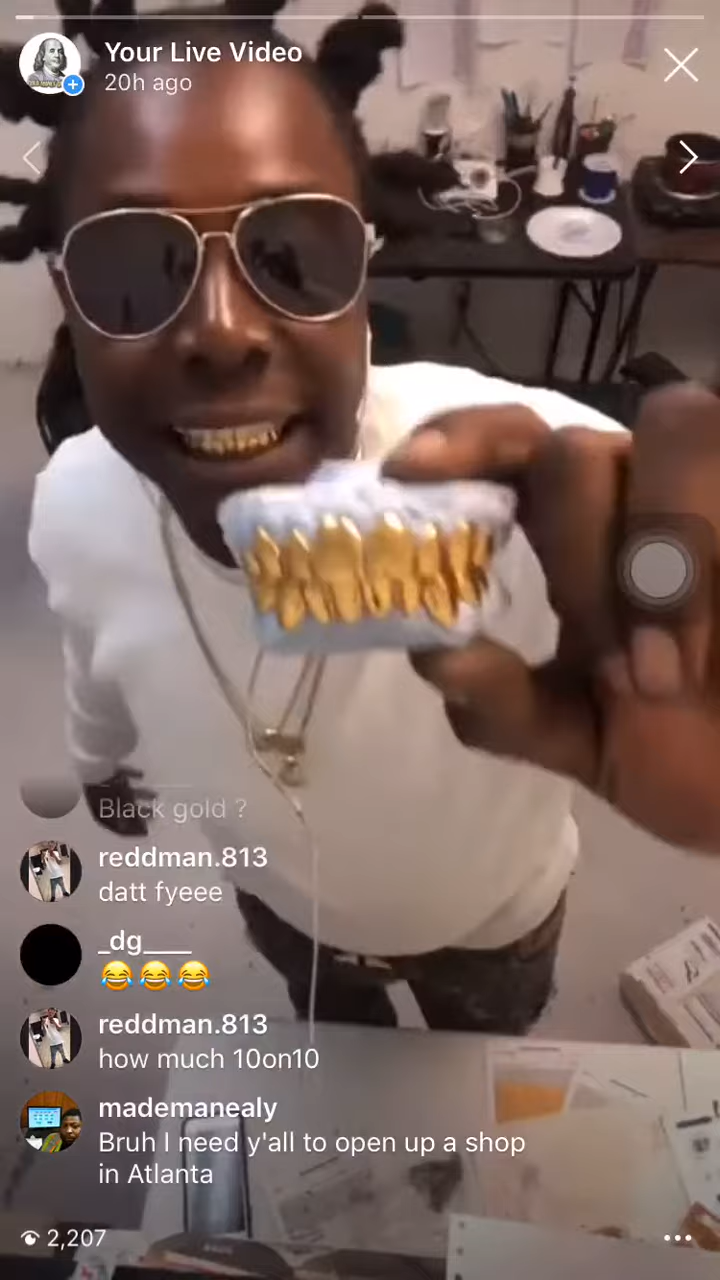 Your Live Video
20h ago
Black gold ?
reddman.813
datt fyeee
_dg____
😂😂😂
reddman.813
how much 10on10
mademanealy
Bruh I need y'all to open up a shop
in Atlanta
2,207